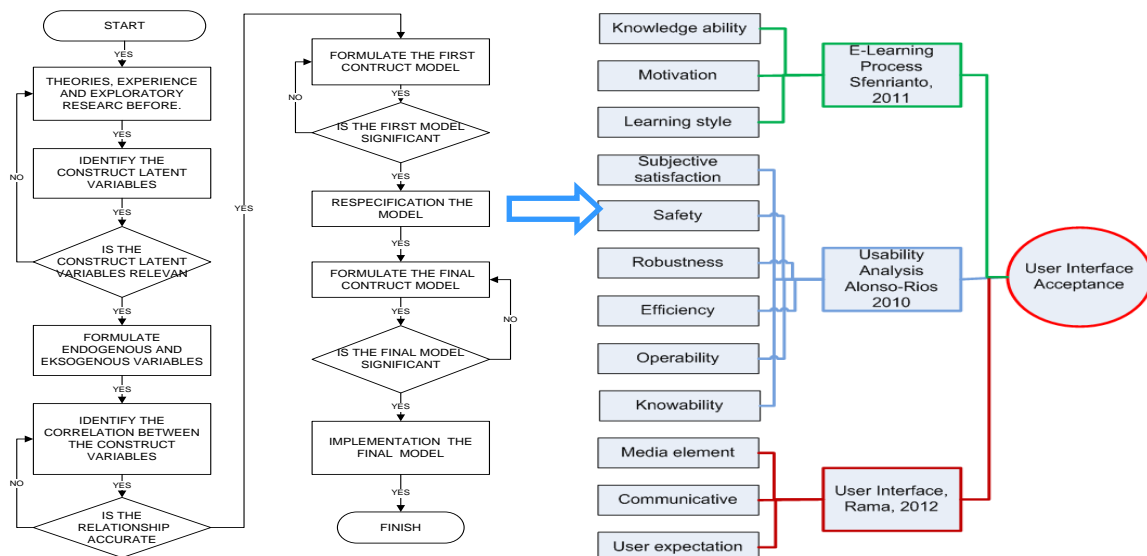 START
YES
THEORIES, EXPERIENCE
AND EXPLORATORY
RESEARC BEFORE.
YES
IDENTIFY THE
CONSTRUCT LATENT
VARIABLES
NO
YES
IS THE
CONSTRUCT LATENT
VARIABLES RELEVAN
YES
FORMULATE
ENDOGENOUS AND
EKSOGENOUS VARIABLES
YES
IDENTIFY THE
CORRELATION BETWEEN
THE CONSTRUCT
VARIABLES
NO
YES
IS THE
RELATIONSHIP
ACCURATE
YES
FORMULATE THE FIRST
CONTRUCT MODEL
NO
YES
IS THE FIRST MODEL
SIGNIFICANT
YES
RESPECIFICATION THE
MODEL
YES
FORMULATE THE FINAL
CONTRUCT MODEL
NO
YES
IS THE FINAL MODEL
SIGNIFICANT
YES
IMPLEMENTATION THE
FINAL MODEL
YES
FINISH
Knowledge ability
Motivation
Learning style
Subjective
satisfaction
Safety
Robustness
Efficiency
Operability
Knowability
Media element
Communicative
User expectation
E-Learning
Process
Sfenrianto,
2011
Usability
Analysis
Alonso-Rios
2010
User Interface,
Rama, 2012
User Interface
Acceptance